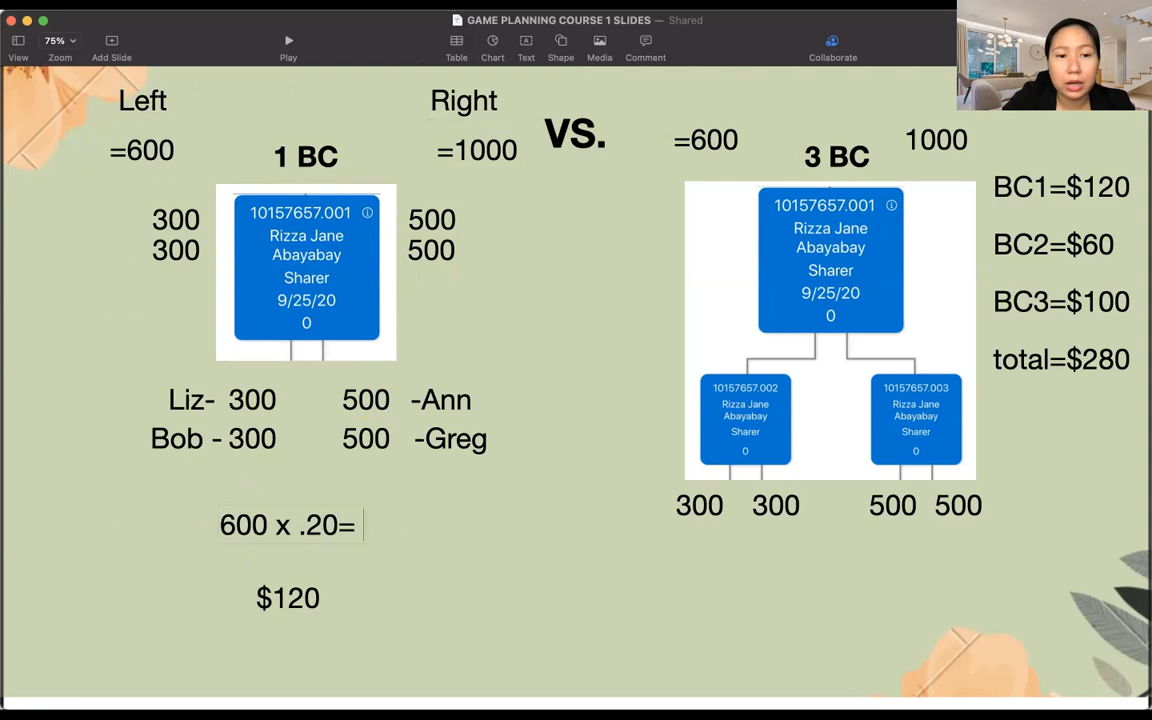 GAME PLANNING COURSE 1 SLIDES — Shared
75%
View Zoom Add Slide Play Table Chart Text Shape Media Comment Collaborate
Left
Right
=600
1 BC
=1000
VS.
=600
3 BC
1000
300
300
10157657.001
Rizza Jane
Abayabay
Sharer
9/25/20
0
500
500
Liz- 300
500 -Ann
Bob - 300
500 -Greg
600 x .20=
$120
10157657.001
Rizza Jane
Abayabay
Sharer
9/25/20
0
10157657.002
Rizza Jane
Abayabay
Sharer
0
10157657.003
Rizza Jane
Abayabay
Sharer
0
300 300
500 500
BC1=$120
BC2=$60
BC3=$100
total=$280